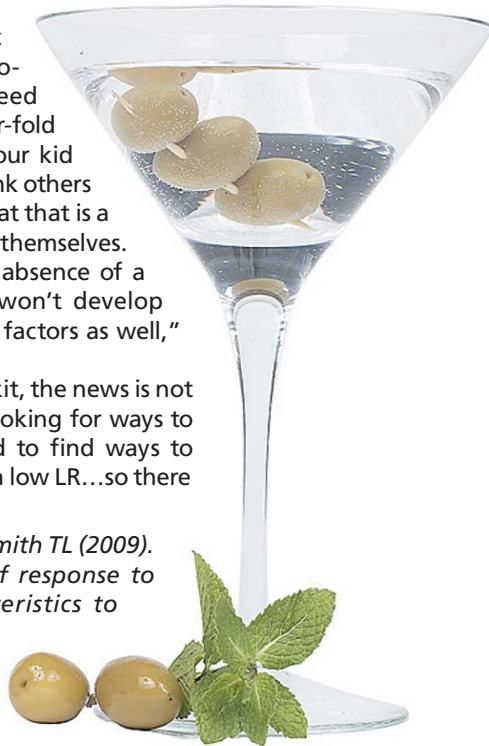 t
o-
eed
r-fold
our kid
nk others
at that is a
themselves.
absence of a
won’t develop
factors as well,”
kit, the news is not
oking for ways to
d to find ways to
a low LR…so there
mith TL (2009).
f response to
eristics to